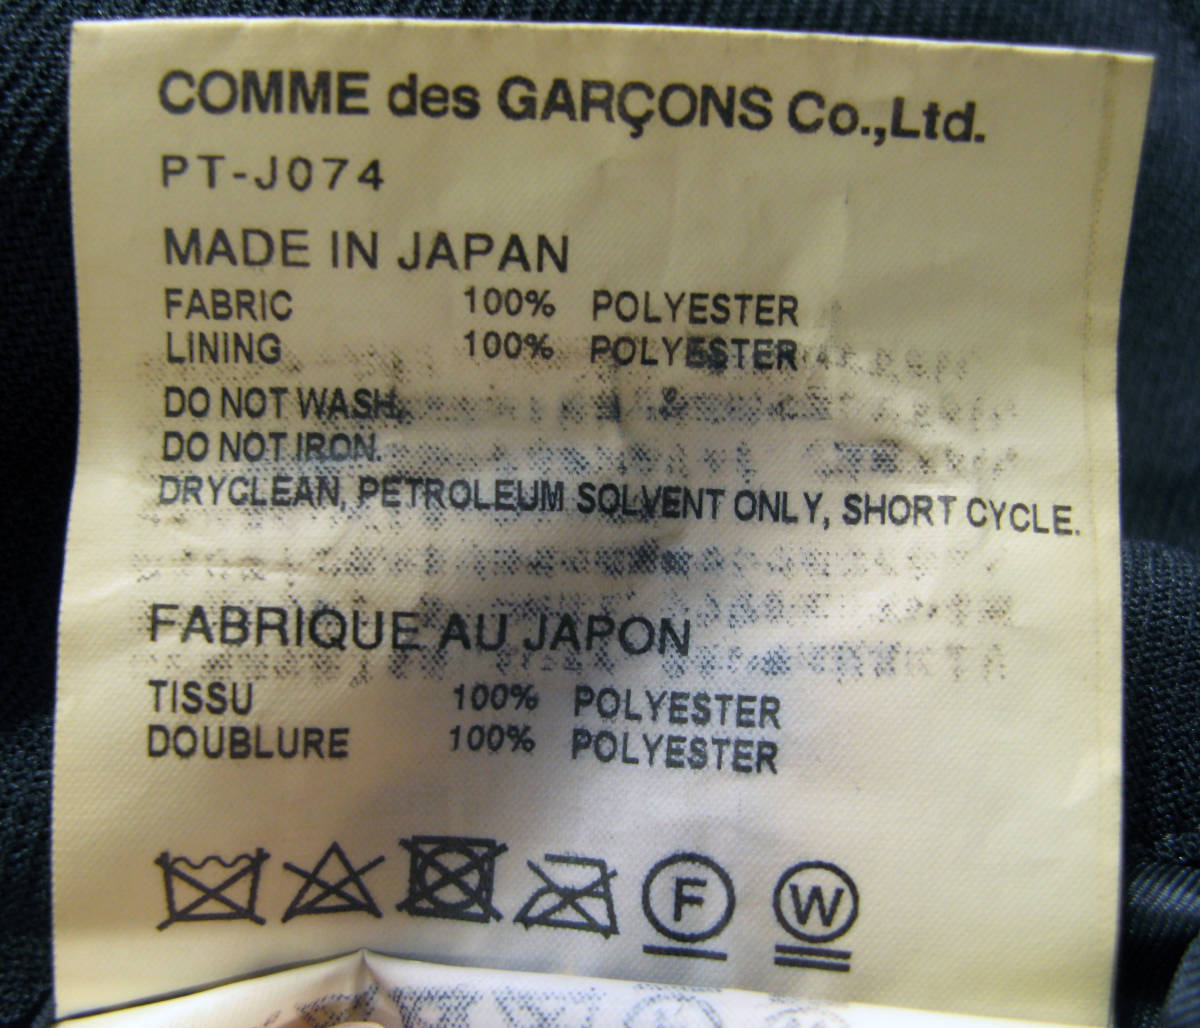 COMME des GARÇONS Co.,Ltd.
PT-J074
MADE IN JAPAN
FABRIC 100% POLYESTER
LINING 100% POLYESTER
DO NOT WASH.
DO NOT IRON.
DRYCLEAN, PETROLEUM SOLVENT ONLY, SHORT CYCLE.
FABRIQUE AU JAPON
TISSU 100% POLYESTER
DOUBLURE 100% POLYESTER
F W